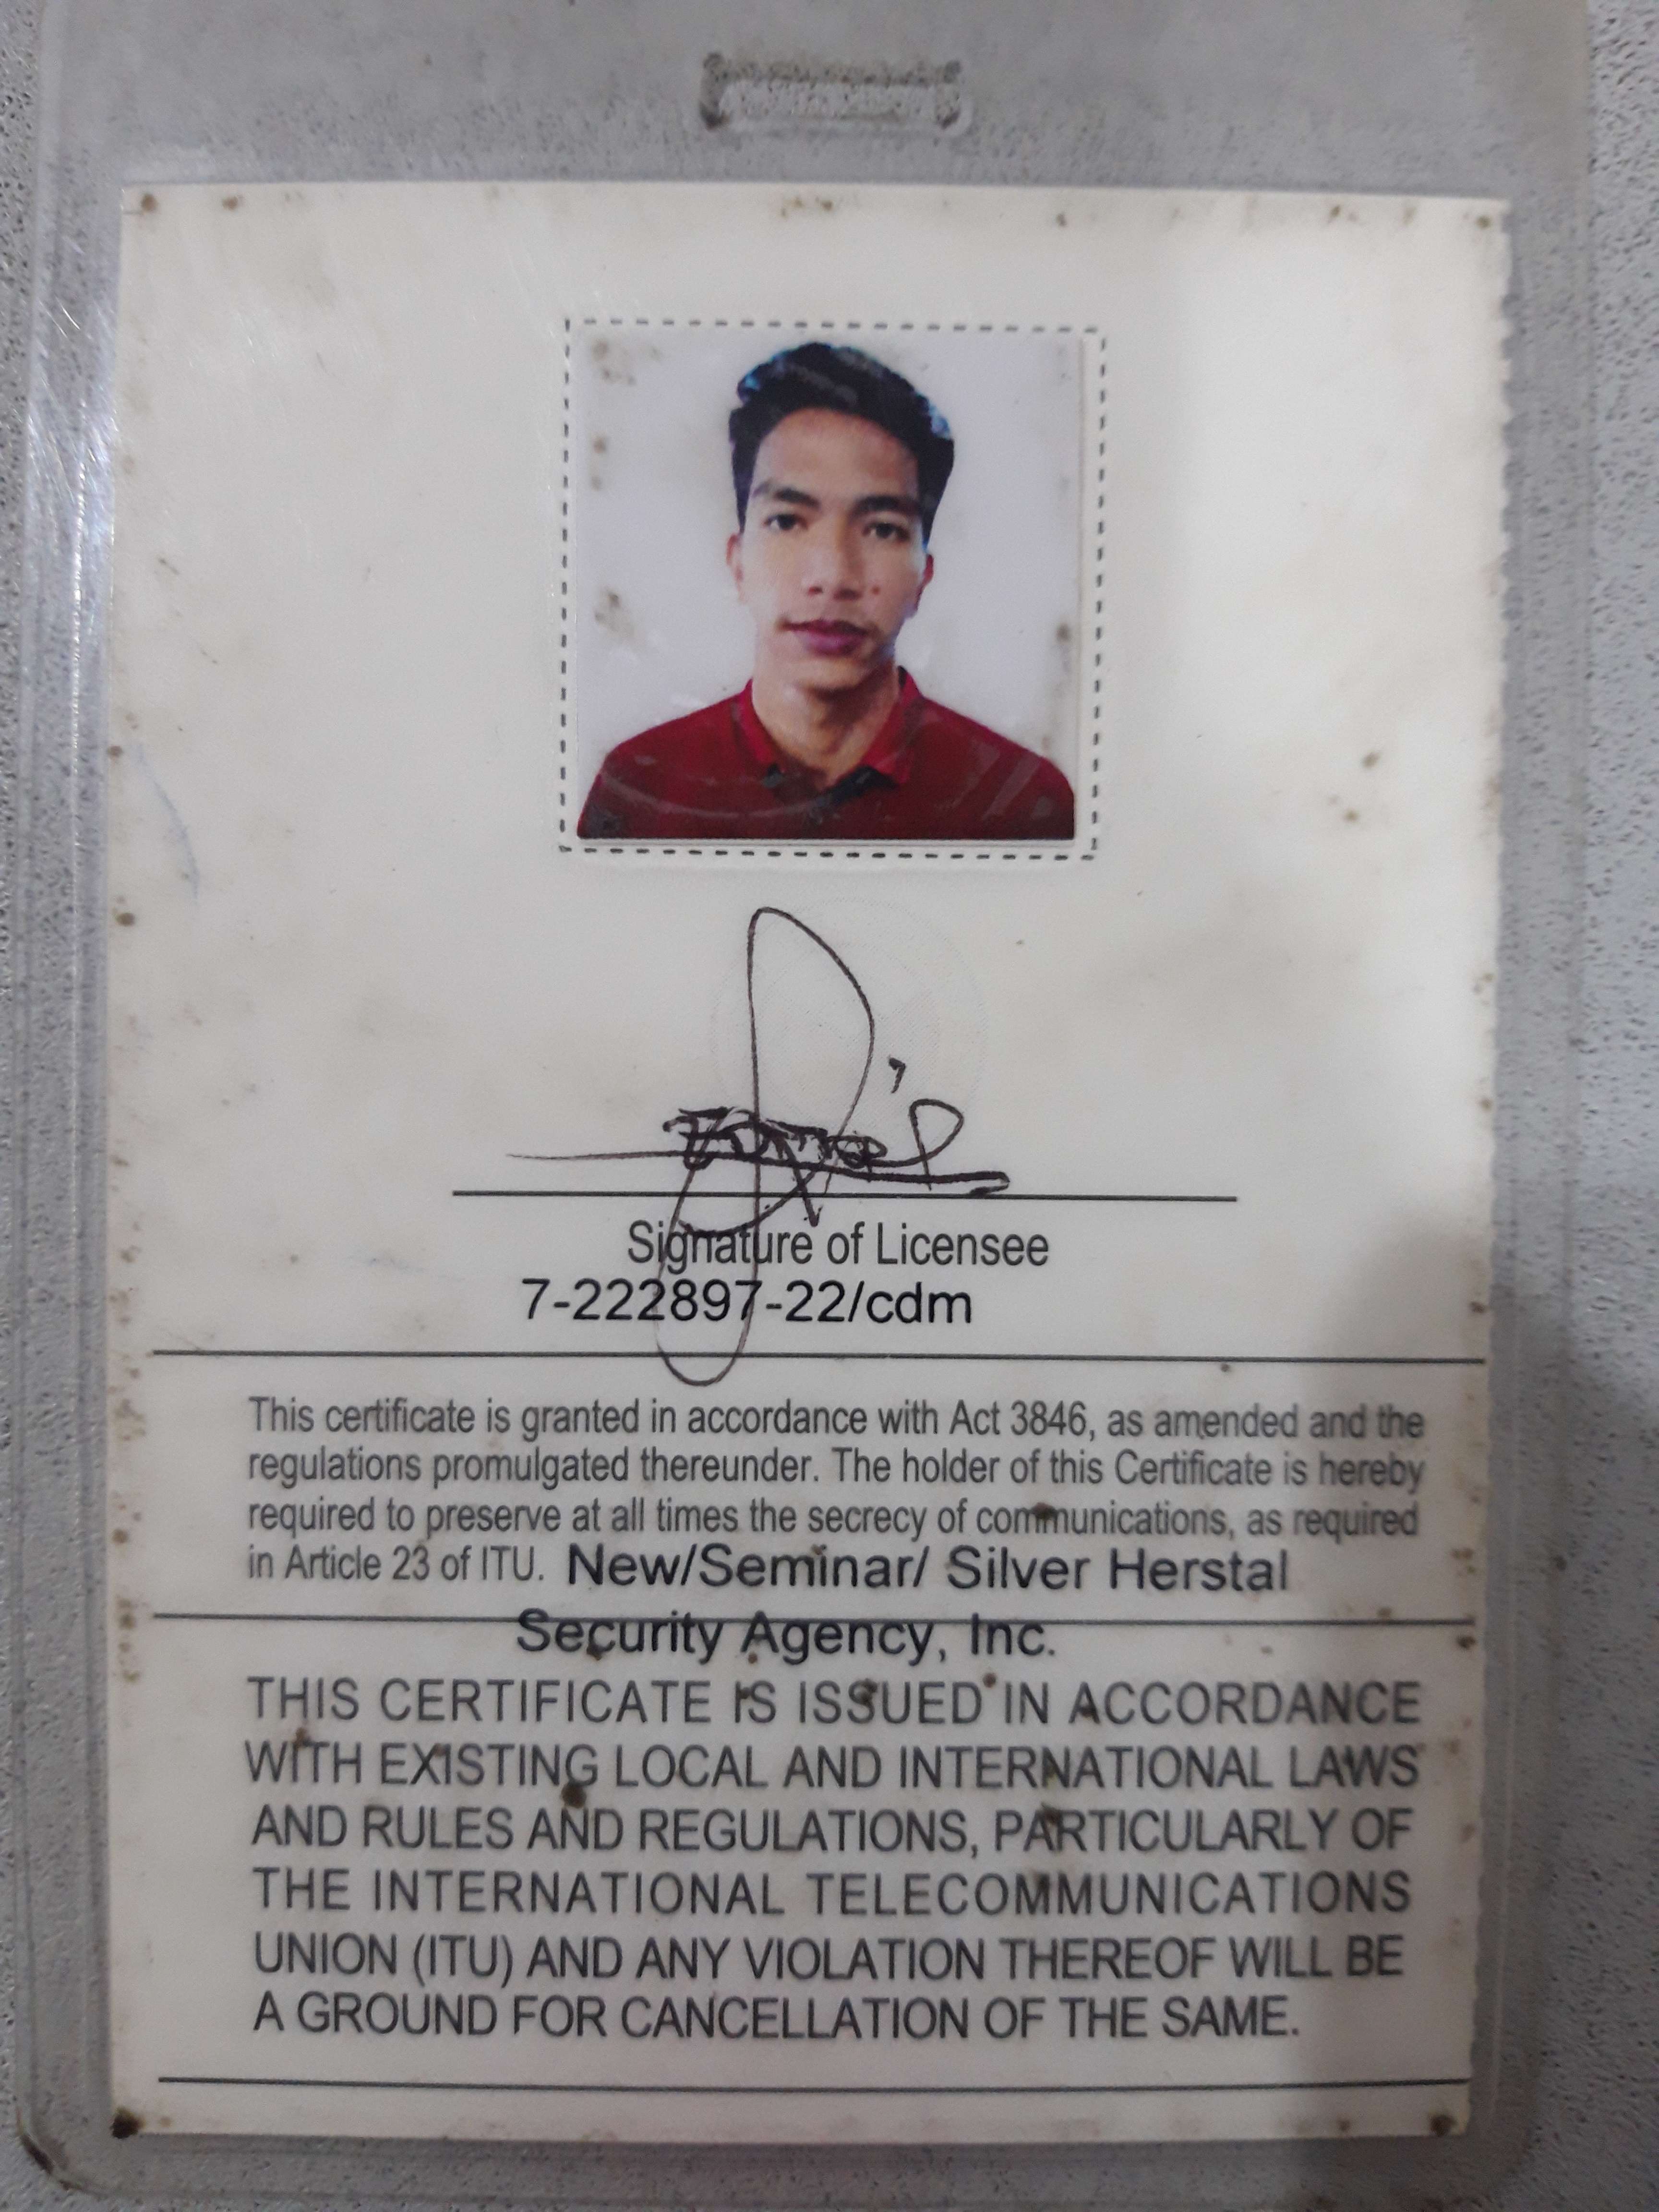 Signature of Licensee
7-222897-22/cdm
This certificate is granted in accordance with Act 3846, as amended and the
regulations promulgated thereunder. The holder of this Certificate is hereby
required to preserve at all times the secrecy of communications, as required
in Article 23 of ITU. New/Seminar/ Silver Herstal
Security Agency, Inc.
THIS CERTIFICATE IS ISSUED IN ACCORDANCE
WITH EXISTING LOCAL AND INTERNATIONAL LAWS
AND RULES AND REGULATIONS, PARTICULARLY OF
THE INTERNATIONAL TELECOMMUNICATIONS
UNION (ITU) AND ANY VIOLATION THEREOF WILL BE
A GROUND FOR CANCELLATION OF THE SAME.